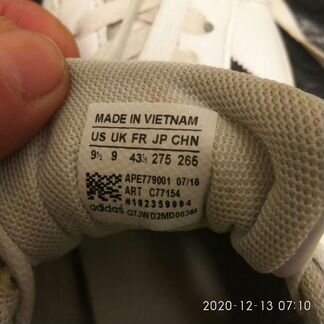 MADE IN VIETNAM
US UK FR JP CHN
9½ 9 43⅓ 275 265
APE779001 07/16
ART C77154
#102359094
adidas G7JWD2MD00364
2020-12-13 07:10